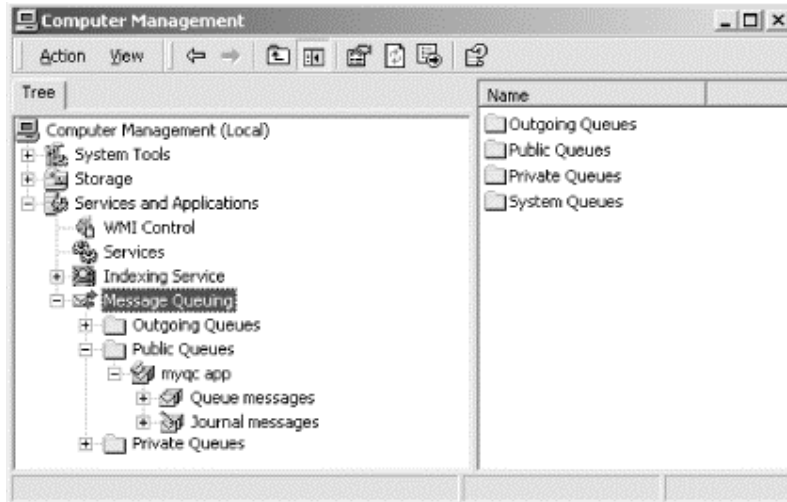 Computer Management
Action View
Tree
Name
Computer Management (Local)
System Tools
Storage
Services and Applications
WMI Control
Services
Indexing Service
Message Queuing
Outgoing Queues
Public Queues
myqc app
Queue messages
Journal messages
Private Queues
Outgoing Queues
Public Queues
Private Queues
System Queues